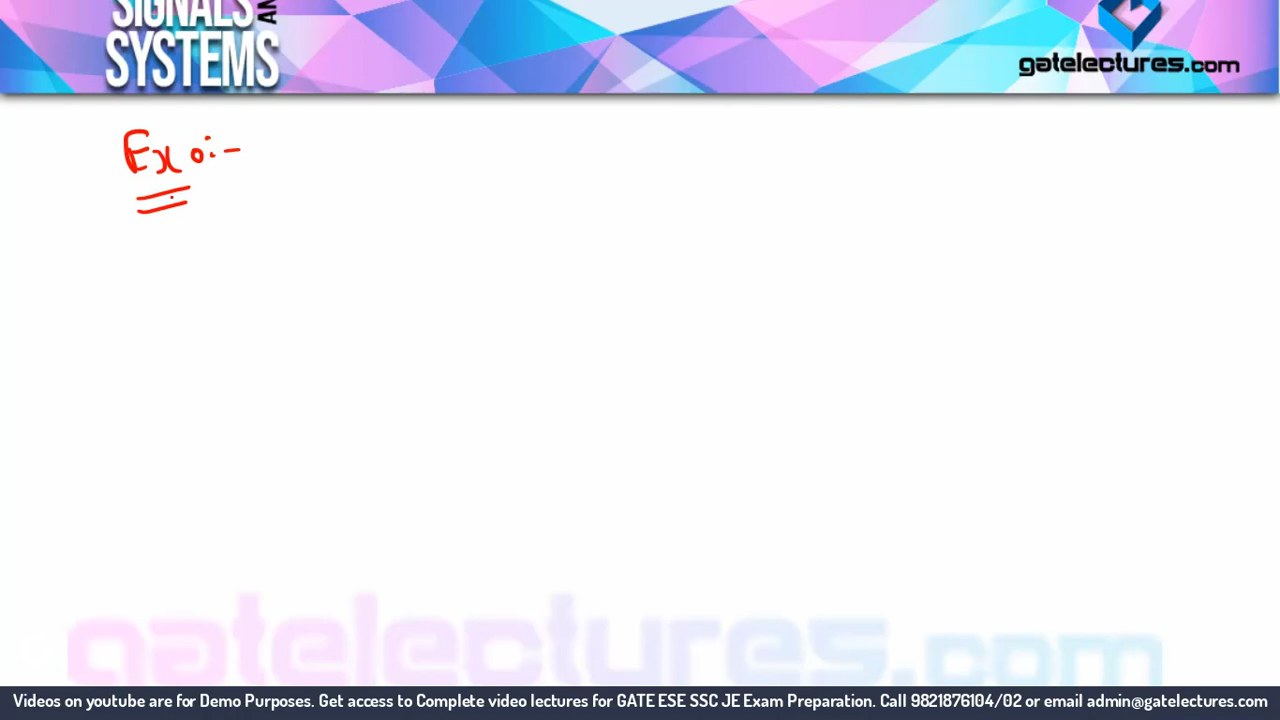 SIGNALS AND
SYSTEMS
gatelectures.com
Ex :-
gatelectures.com
Videos on youtube are for Demo Purposes. Get access to Complete video lectures for GATE ESE SSC JE Exam Preparation. Call 9821876104/02 or email admin@gatelectures.com